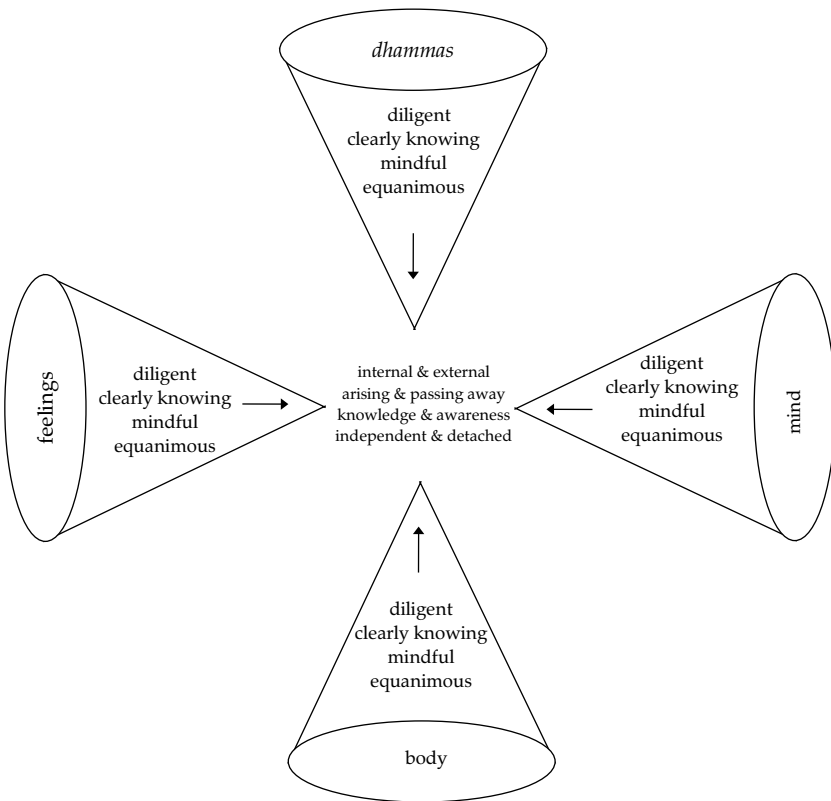 dhammas
diligent
clearly knowing
mindful
equanimous
feelings
diligent
clearly knowing
mindful
equanimous
internal & external
arising & passing away
knowledge & awareness
independent & detached
diligent
clearly knowing
mindful
equanimous
mind
diligent
clearly knowing
mindful
equanimous
body